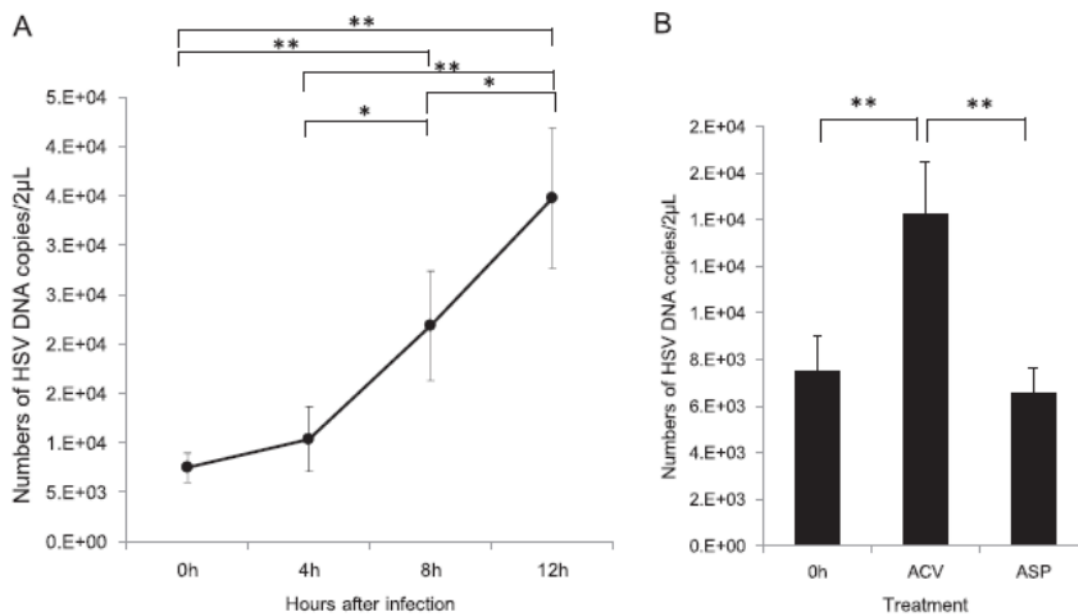 A
**
**
**
*
*
Numbers of HSV DNA copies/2μL
5.E+04
4.E+04
4.E+04
3.E+04
3.E+04
2.E+04
2.E+04
1.E+04
5.E+03
0.E+00
0h 4h 8h 12h
Hours after infection
B
** **
Numbers of HSV DNA copies/2μL
2.E+04
2.E+04
1.E+04
1.E+04
1.E+04
8.E+03
6.E+03
4.E+03
2.E+03
0.E+00
0h ACV ASP
Treatment